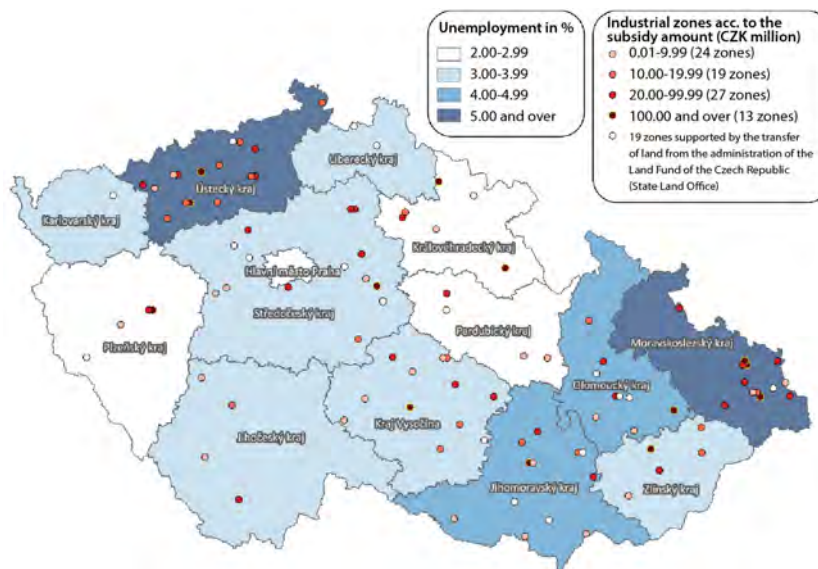 Unemployment in %
2.00-2.99
3.00-3.99
4.00-4.99
5.00 and over
Industrial zones acc. to the
subsidy amount (CZK million)
0.01-9.99 (24 zones)
10.00-19.99 (19 zones)
20.00-99.99 (27 zones)
100.00 and over (13 zones)
19 zones supported by the transfer
of land from the administration of the
Land Fund of the Czech Republic
(State Land Office)
Liberecký kraj
Ústecký kraj
Karlovarský kraj
Královéhradecký kraj
Hlavní město Praha
Středočeský kraj
Pardubický kraj
Plzeňský kraj
Moravskoslezský kraj
Olomoucký kraj
Kraj Vysočina
Jihočeský kraj
Jihomoravský kraj
Zlínský kraj